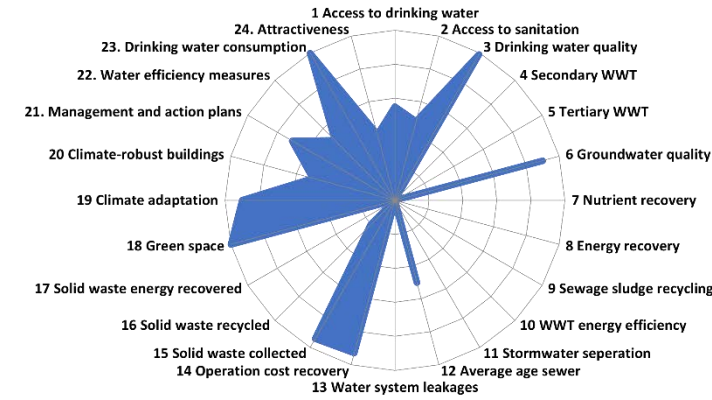 1 Access to drinking water
2 Access to sanitation
3 Drinking water quality
4 Secondary WWT
5 Tertiary WWT
6 Groundwater quality
7 Nutrient recovery
8 Energy recovery
9 Sewage sludge recycling
10 WWT energy efficiency
11 Stormwater seperation
12 Average age sewer
13 Water system leakages
14 Operation cost recovery
15 Solid waste collected
16 Solid waste recycled
17 Solid waste energy recovered
18 Green space
19 Climate adaptation
20 Climate-robust buildings
21. Management and action plans
22. Water efficiency measures
23. Drinking water consumption
24. Attractiveness